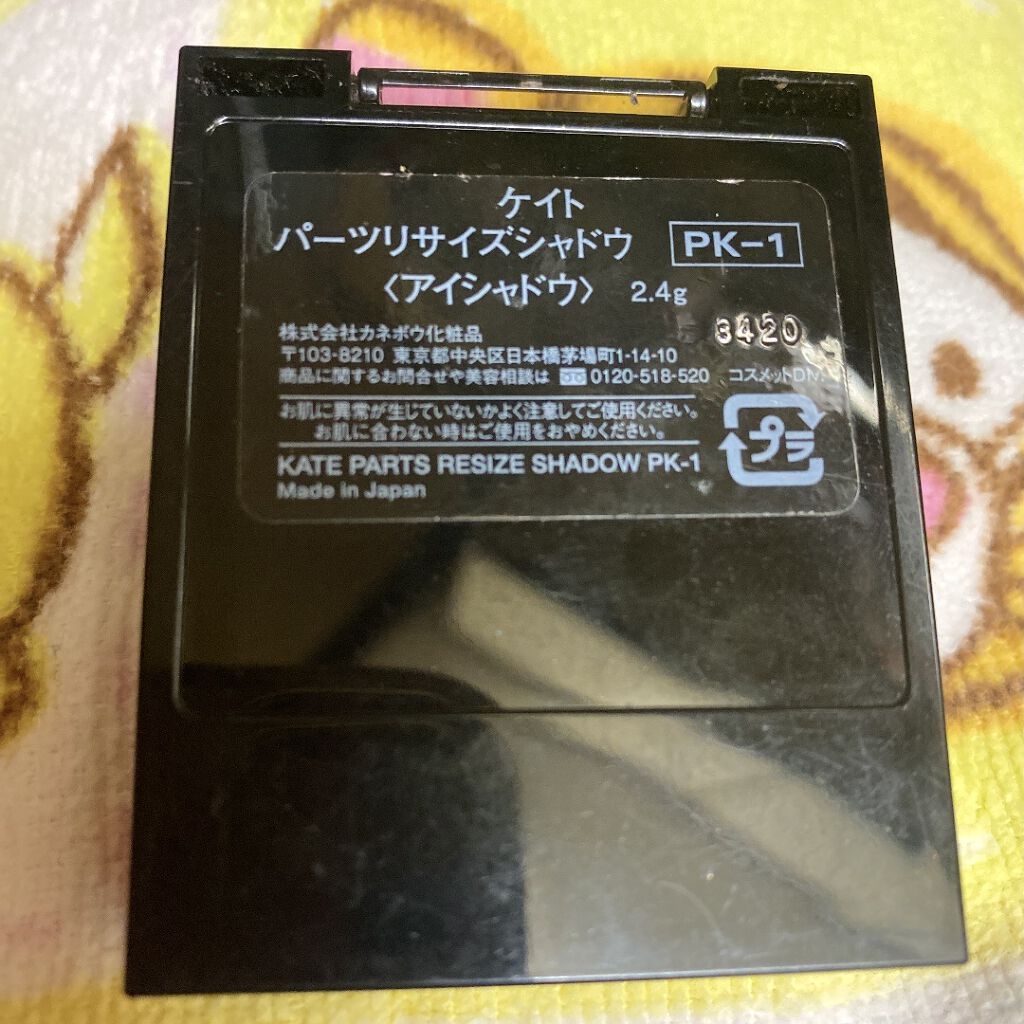 ケイト
パーツリサイズシャドウ PK-1
〈アイシャドウ〉 2.4g
株式会社カネボウ化粧品 3420
〒103-8210 東京都中央区日本橋茅場町1-14-10
商品に関するお問合せや美容相談は 0120-518-520 コスメットDM
お肌に異常が生じていないかよく注意してご使用ください。
お肌に合わない時はご使用をおやめください。
プラ
KATE PARTS RESIZE SHADOW PK-1
Made in Japan